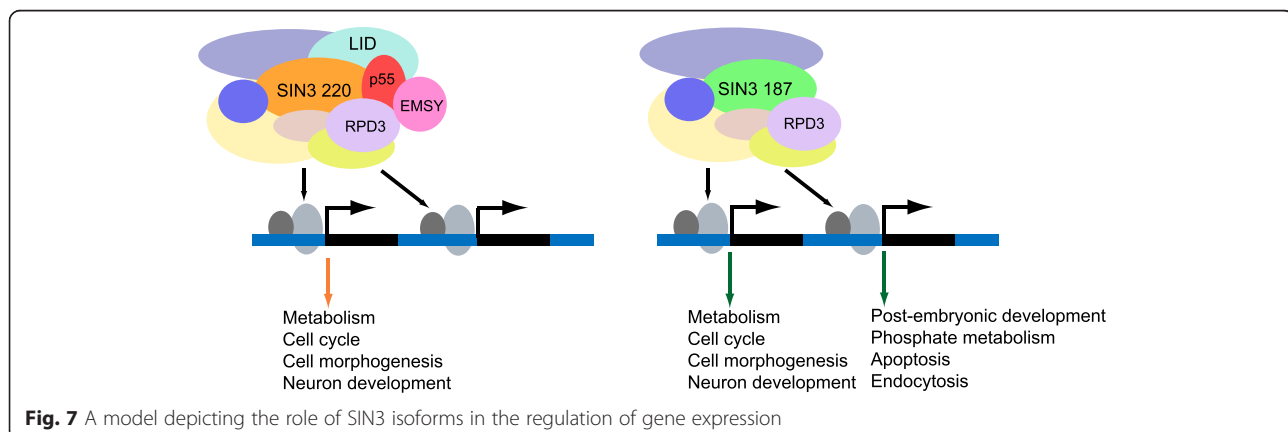 LID
SIN3 220
p55
EMSY
RPD3
SIN3 187
RPD3
Metabolism
Cell cycle
Cell morphogenesis
Neuron development
Metabolism
Cell cycle
Cell morphogenesis
Neuron development
Post-embryonic development
Phosphate metabolism
Apoptosis
Endocytosis
Fig. 7 A model depicting the role of SIN3 isoforms in the regulation of gene expression